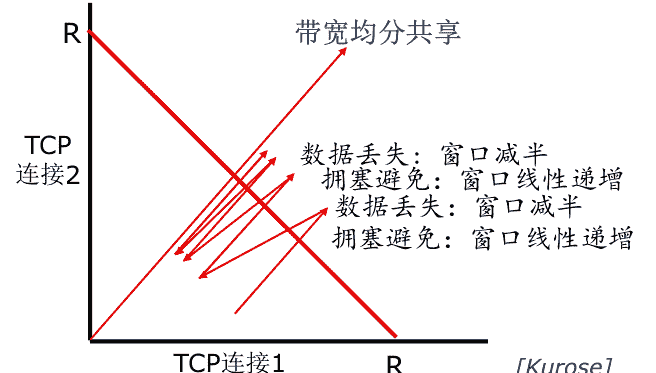 R
带宽均分共享
TCP
连接2
数据丢失：窗口减半
拥塞避免：窗口线性递增
数据丢失：窗口减半
拥塞避免：窗口线性递增
TCP连接1
R
[Kurose]